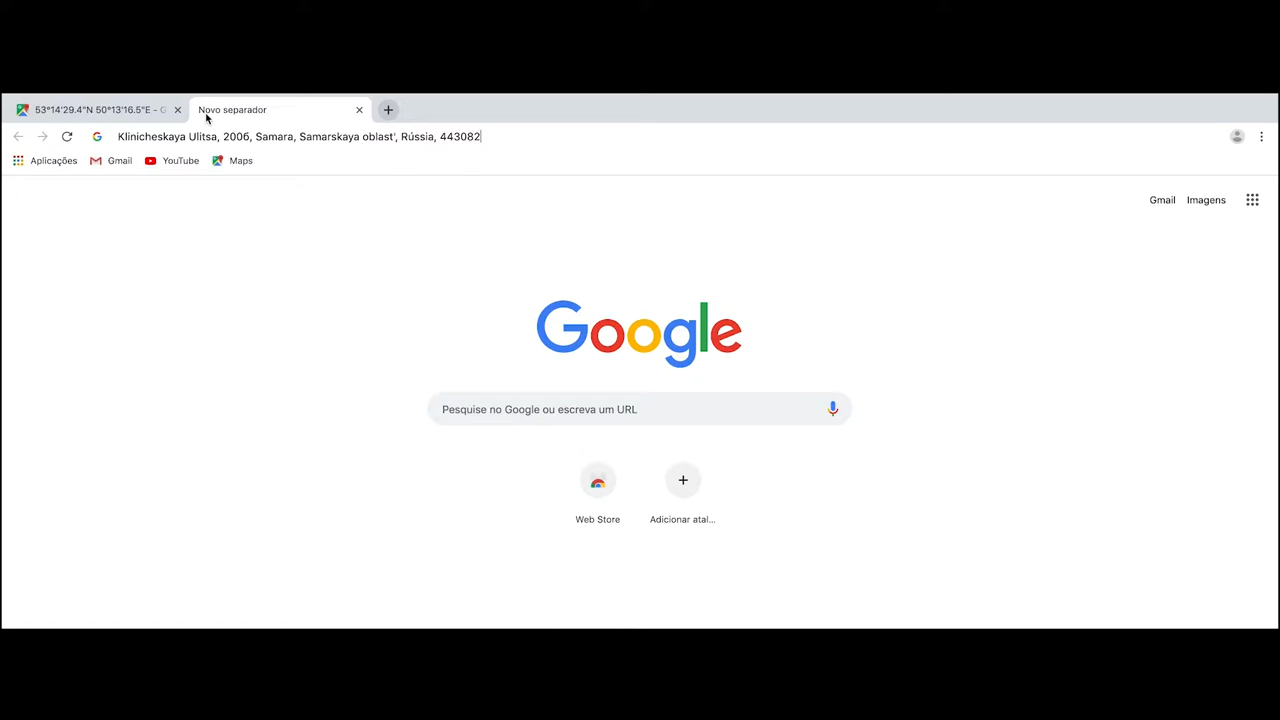 53°14'29.4"N 50°13'16.5"E - G
Novo separador
Klinicheskaya Ulitsa, 200б, Samara, Samarskaya oblast', Rússia, 443082
Aplicações
Gmail
YouTube
Maps
Gmail
Imagens
Google
Pesquise no Google ou escreva um URL
Web Store
Adicionar atal...